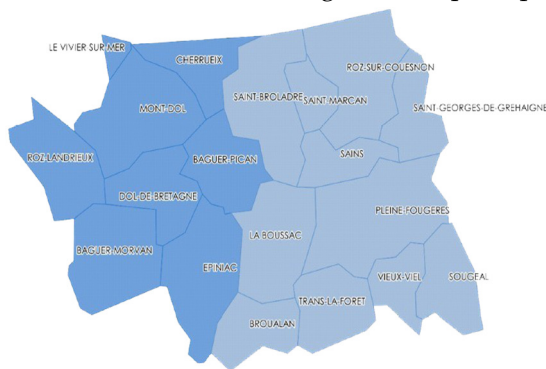 LE VIVIER SUR MER
CHERRUEIX
ROZ-SUR-COUESNON
MONT-DOL
SAINT-BROLADRE
SAINT-MARCAN
SAINT-GEORGES-DE-GREHAIGNE
ROZ-LANDRIEUX
BAGUER-PICAN
SAINS
DOL-DE-BRETAGNE
PLEINE-FOUGERES
BAGUER MORVAN
LA BOUSSAC
EPINIAC
VIEUX-VIEL
SOUGEAL
TRANS-LA-FORET
BROUALAN